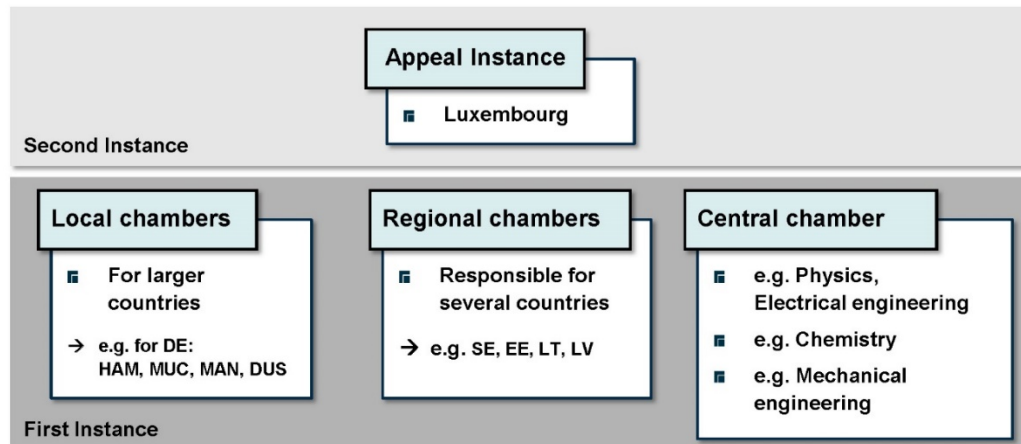 Appeal Instance
Luxembourg
Second Instance
Local chambers
For larger
countries
→ e.g. for DE:
HAM, MUC, MAN, DUS
Regional chambers
Responsible for
several countries
→ e.g. SE, EE, LT, LV
Central chamber
e.g. Physics,
Electrical engineering
e.g. Chemistry
e.g. Mechanical
engineering
First Instance